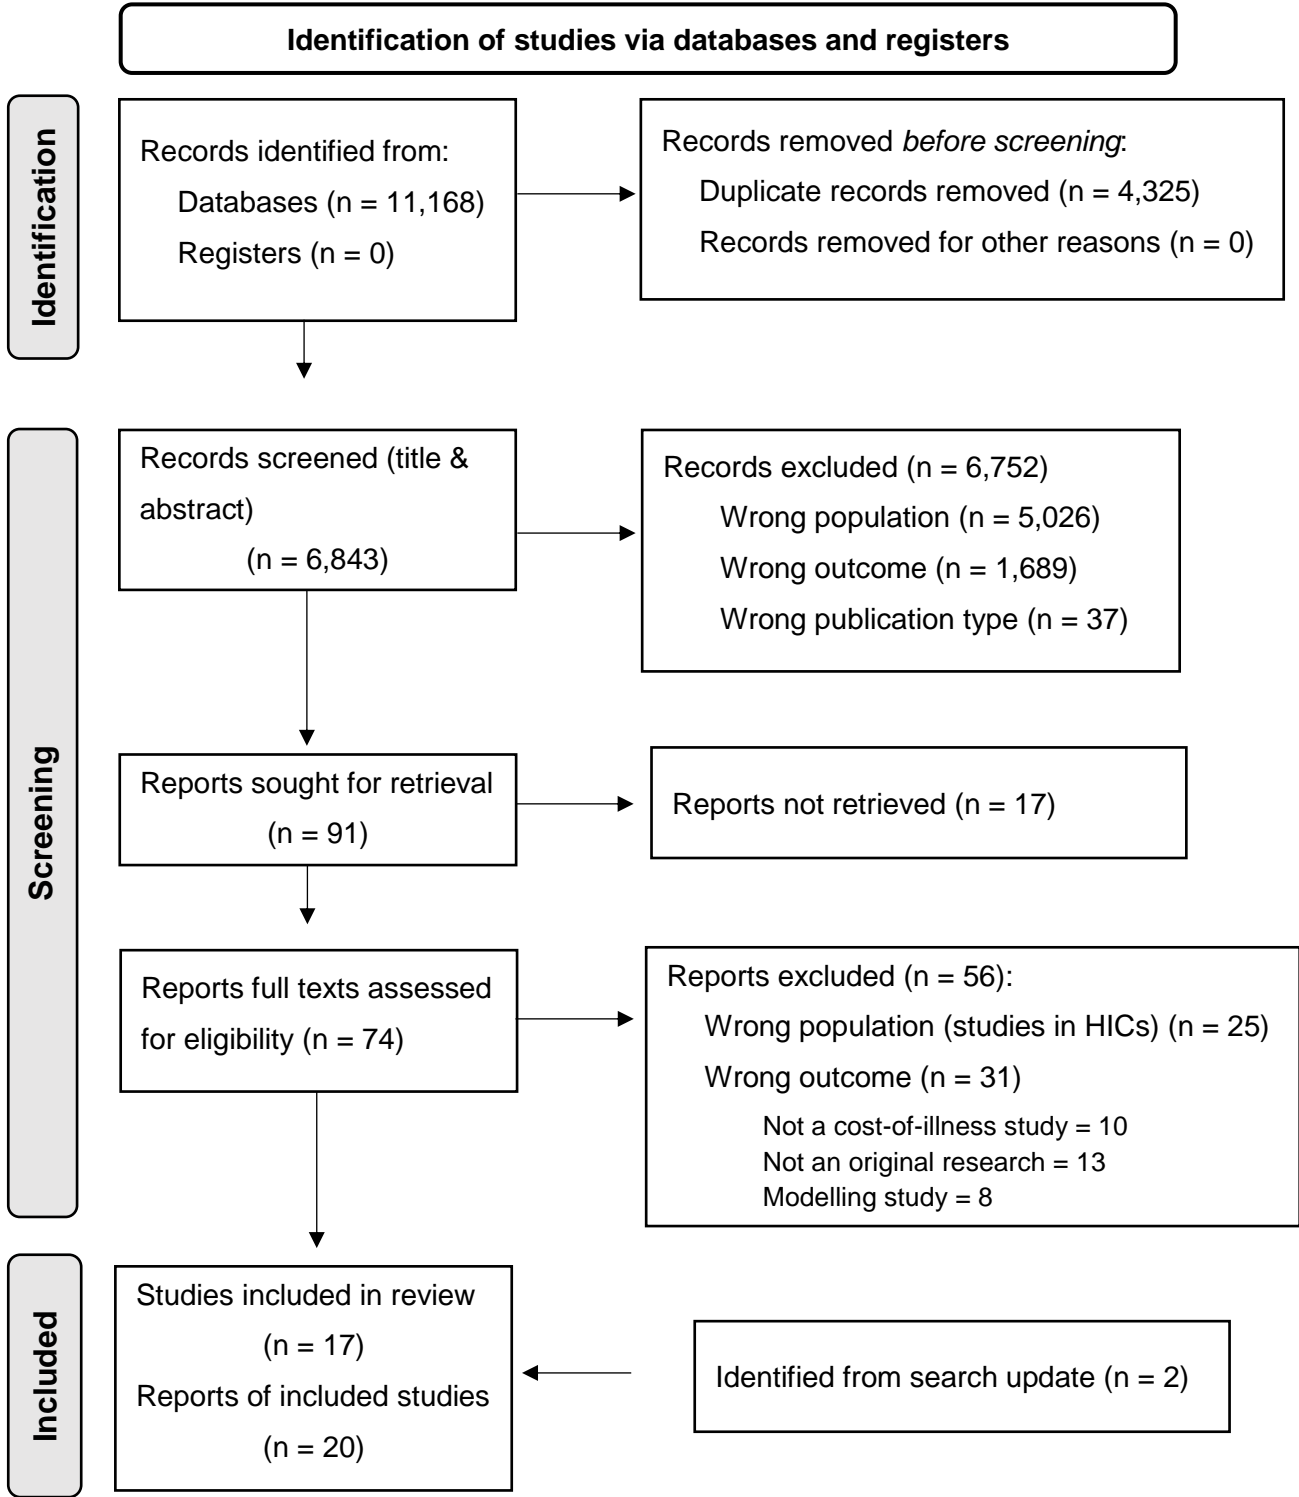 Identification of studies via databases and registers
Identification
Records identified from:
Databases (n = 11,168)
Registers (n = 0)
Records removed before screening:
Duplicate records removed (n = 4,325)
Records removed for other reasons (n = 0)
Screening
Records screened (title &
abstract)
(n = 6,843)
Records excluded (n = 6,752)
Wrong population (n = 5,026)
Wrong outcome (n = 1,689)
Wrong publication type (n = 37)
Reports sought for retrieval
(n = 91)
Reports not retrieved (n = 17)
Reports full texts assessed
for eligibility (n = 74)
Reports excluded (n = 56):
Wrong population (studies in HICs) (n = 25)
Wrong outcome (n = 31)
Not a cost-of-illness study = 10
Not an original research = 13
Modelling study = 8
Included
Studies included in review
(n = 17)
Reports of included studies
(n = 20)
Identified from search update (n = 2)